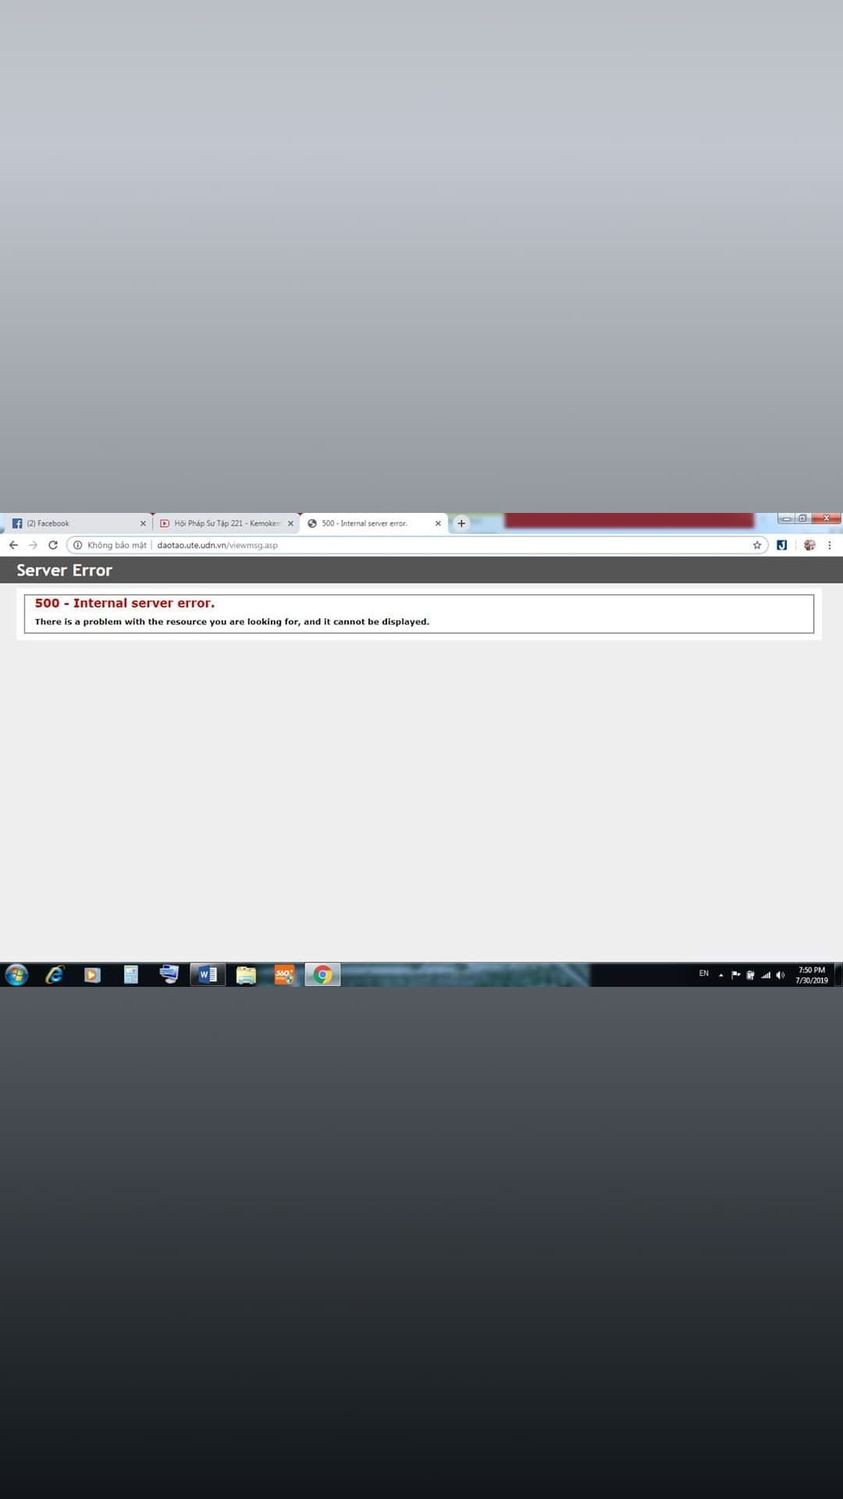 (2) Facebook
Hội Pháp Sư Tập 221 - Kemoken
500 - Internal server error.
Không bảo mật | daotao.ute.udn.vn/viewmsg.asp
Server Error
500 - Internal server error.
There is a problem with the resource you are looking for, and it cannot be displayed.
EN
7:50 PM
7/30/2019